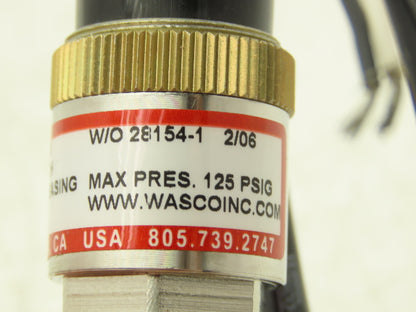 W/O 28154-1 2/06
ASING MAX PRES. 125 PSIG
WWW.WASCOINC.COM
CA USA 805.739.2747